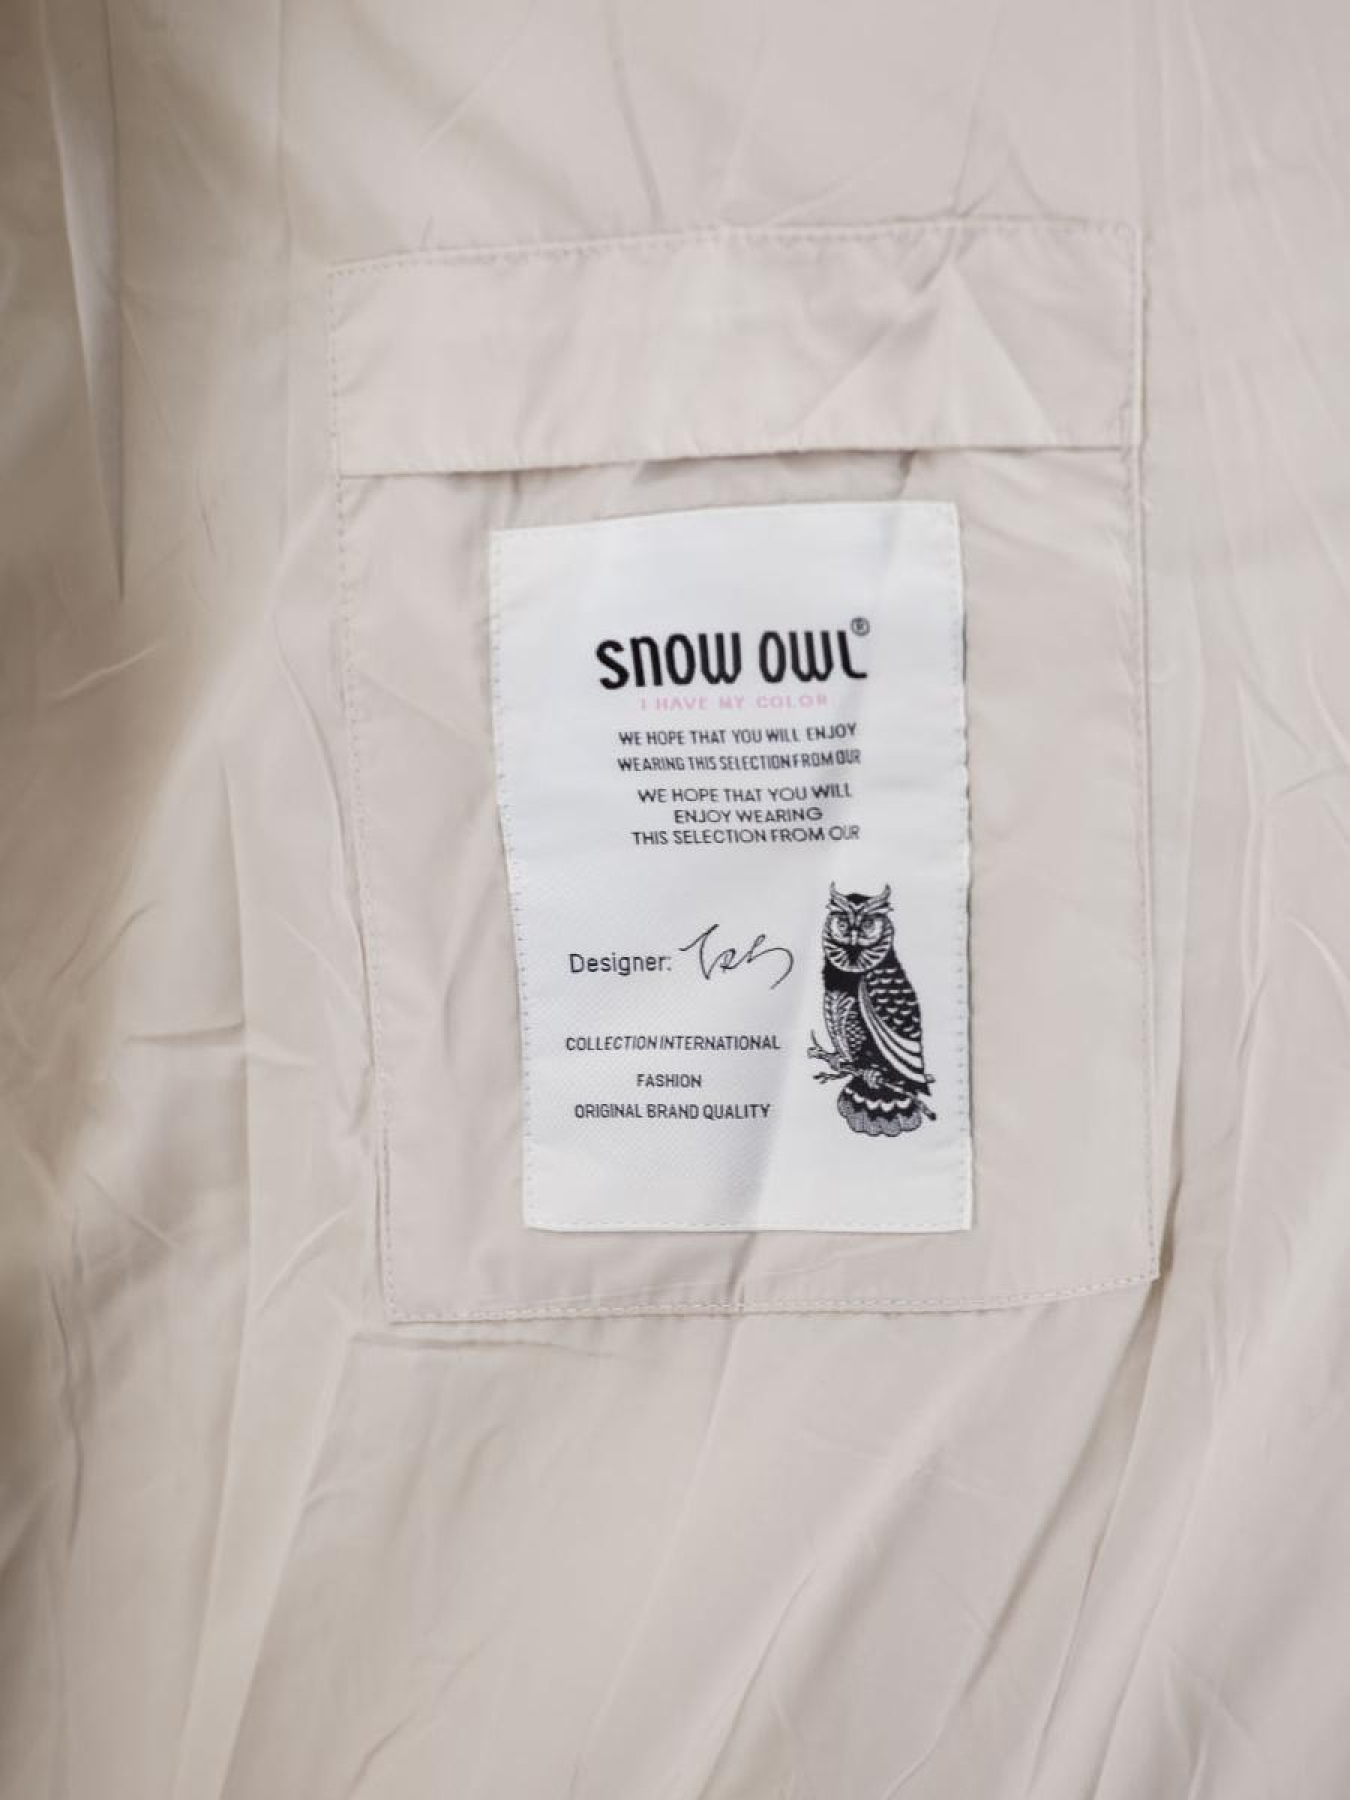 SNOW OWL®
I HAVE MY COLOR
WE HOPE THAT YOU WILL ENJOY
WEARING THIS SELECTION FROM OUR
WE HOPE THAT YOU WILL
ENJOY WEARING
THIS SELECTION FROM OUR
Designer:
COLLECTION INTERNATIONAL
FASHION
ORIGINAL BRAND QUALITY